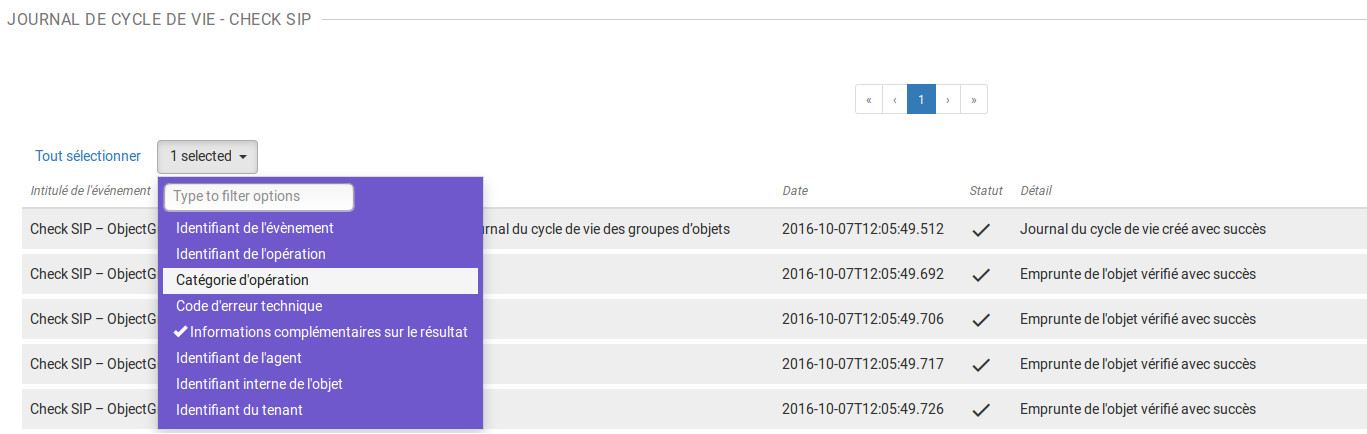 JOURNAL DE CYCLE DE VIE - CHECK SIP
« ‹ 1 › »
Tout sélectionner 1 selected
Intitulé de l'événement Date Statut Détail
Type to filter options
Identifiant de l'évènement
Identifiant de l'opération
Catégorie d'opération
Code d'erreur technique
Informations complémentaires sur le résultat
Identifiant de l'agent
Identifiant interne de l'objet
Identifiant du tenant
Check SIP – ObjectG rnal du cycle de vie des groupes d’objets 2016-10-07T12:05:49.512 Journal du cycle de vie créé avec succès
Check SIP – ObjectG 2016-10-07T12:05:49.692 Emprunte de l'objet vérifié avec succès
Check SIP – ObjectG 2016-10-07T12:05:49.706 Emprunte de l'objet vérifié avec succès
Check SIP – ObjectG 2016-10-07T12:05:49.717 Emprunte de l'objet vérifié avec succès
Check SIP – ObjectG 2016-10-07T12:05:49.726 Emprunte de l'objet vérifié avec succès